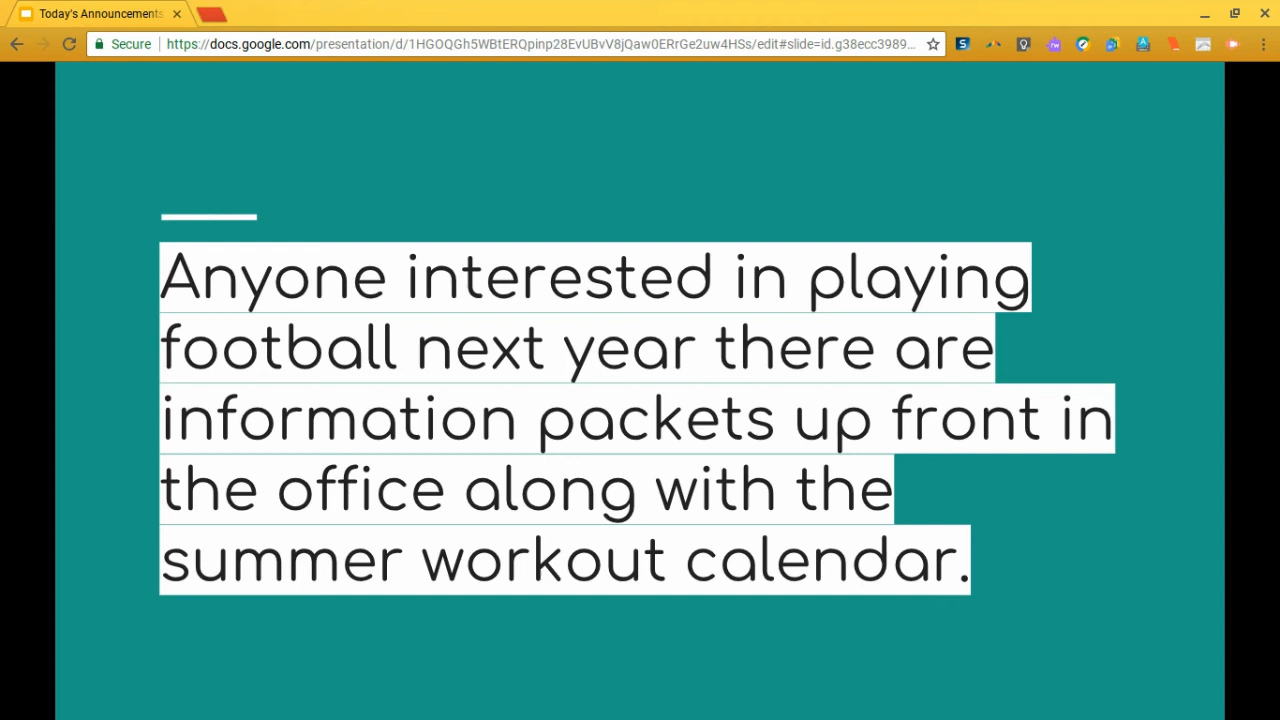 Today's Announcements
Secure
https://docs.google.com/presentation/d/1HGOQGh5WBtERQpinp28EvUBvV8jQaw0ERrGe2uw4HSs/edit#slide=id.g38ecc3989...
Anyone interested in playing
football next year there are
information packets up front in
the office along with the
summer workout calendar.